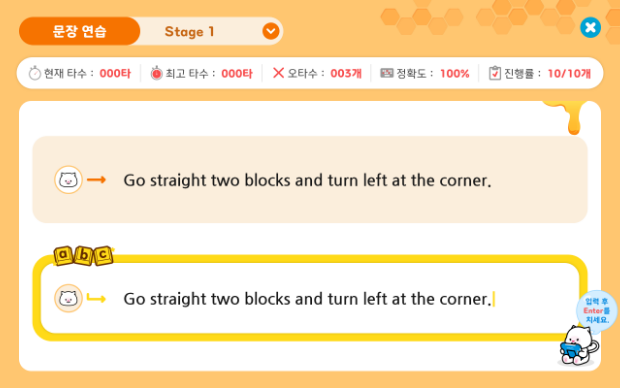 문장 연습
Stage 1
현재 타수 : 000타
최고 타수 : 000타
오타수 : 003개
정확도 : 100%
진행률 : 10/10개
Go straight two blocks and turn left at the corner.
abc
Go straight two blocks and turn left at the corner.
입력 후
Enter를
치세요.